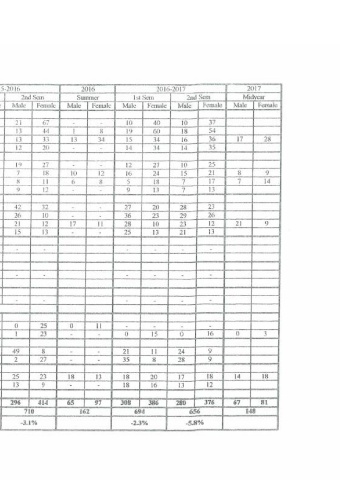 5-2016 2016 2016-2017 2017
2nd Sem Summer 1st Sem 2nd Sem Midyear
Male Female Male Female Male Female Male Female Male Female
21 67 - - 10 40 10 37
13 44 1 8 19 60 18 54
13 33 13 34 15 34 16 36 17 28
12 20 - - 14 34 14 35
19 27 - - 12 27 10 25
7 18 10 12 16 24 15 21 8 9
8 11 6 8 5 18 7 17 7 14
9 12 - - 9 13 7 13
42 32 - - 27 20 28 23
26 10 - - 38 23 29 26
21 12 17 11 28 10 23 12 21 9
15 13 - - 25 13 21 13
- - - - - - - -
- - - - - - - -
- - - - - - - -
0 25 0 11 - - - -
1 23 - - 0 15 0 16 0 3
49 8 - - 21 11 24 9
2 27 - - 35 8 28 9
25 23 18 13 18 20 17 18 14 18
13 9 - - 18 16 13 12
296 414 65 97 308 386 280 376 67 81
710 162 694 656 148
-3.1% -2.3% -5.8%